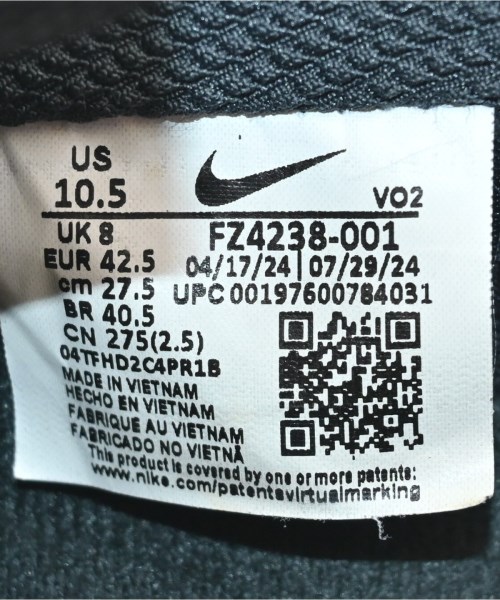 US
10.5
VO2
UK 8
FZ4238-001
EUR 42.5
04/17/24 | 07/29/24
cm 27.5
UPC 00197600784031
BR 40.5
CN 275(2.5)
04TFHD2C4PR1B
MADE IN VIETNAM
HECHO EN VIETNAM
FABRIQUE AU VIETNAM
FABRICADO NO VIETNÃ
This product is covered by one or more patents:
www.nike.com/patentsvirtualmarking